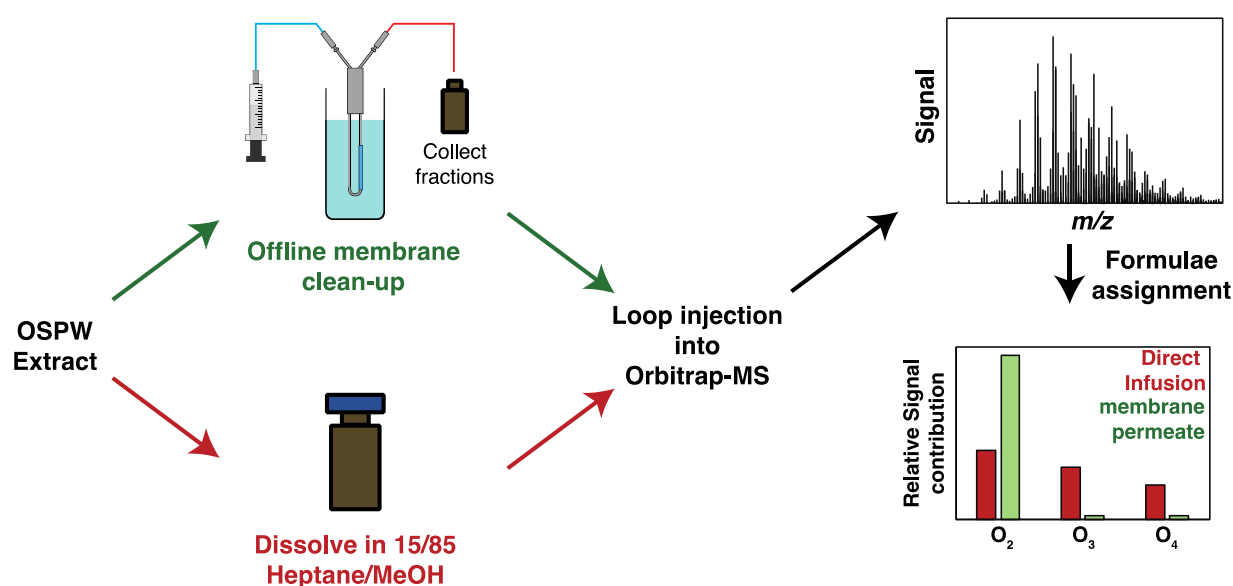 Collect
fractions
Offline membrane
clean-up
OSPW
Extract
Dissolve in 15/85
Heptane/MeOH
Loop injection
into
Orbitrap-MS
Signal
m/z
Formulae
assignment
Relative Signal
contribution
Direct
Infusion
membrane
permeate
O₂ O₃ O₄